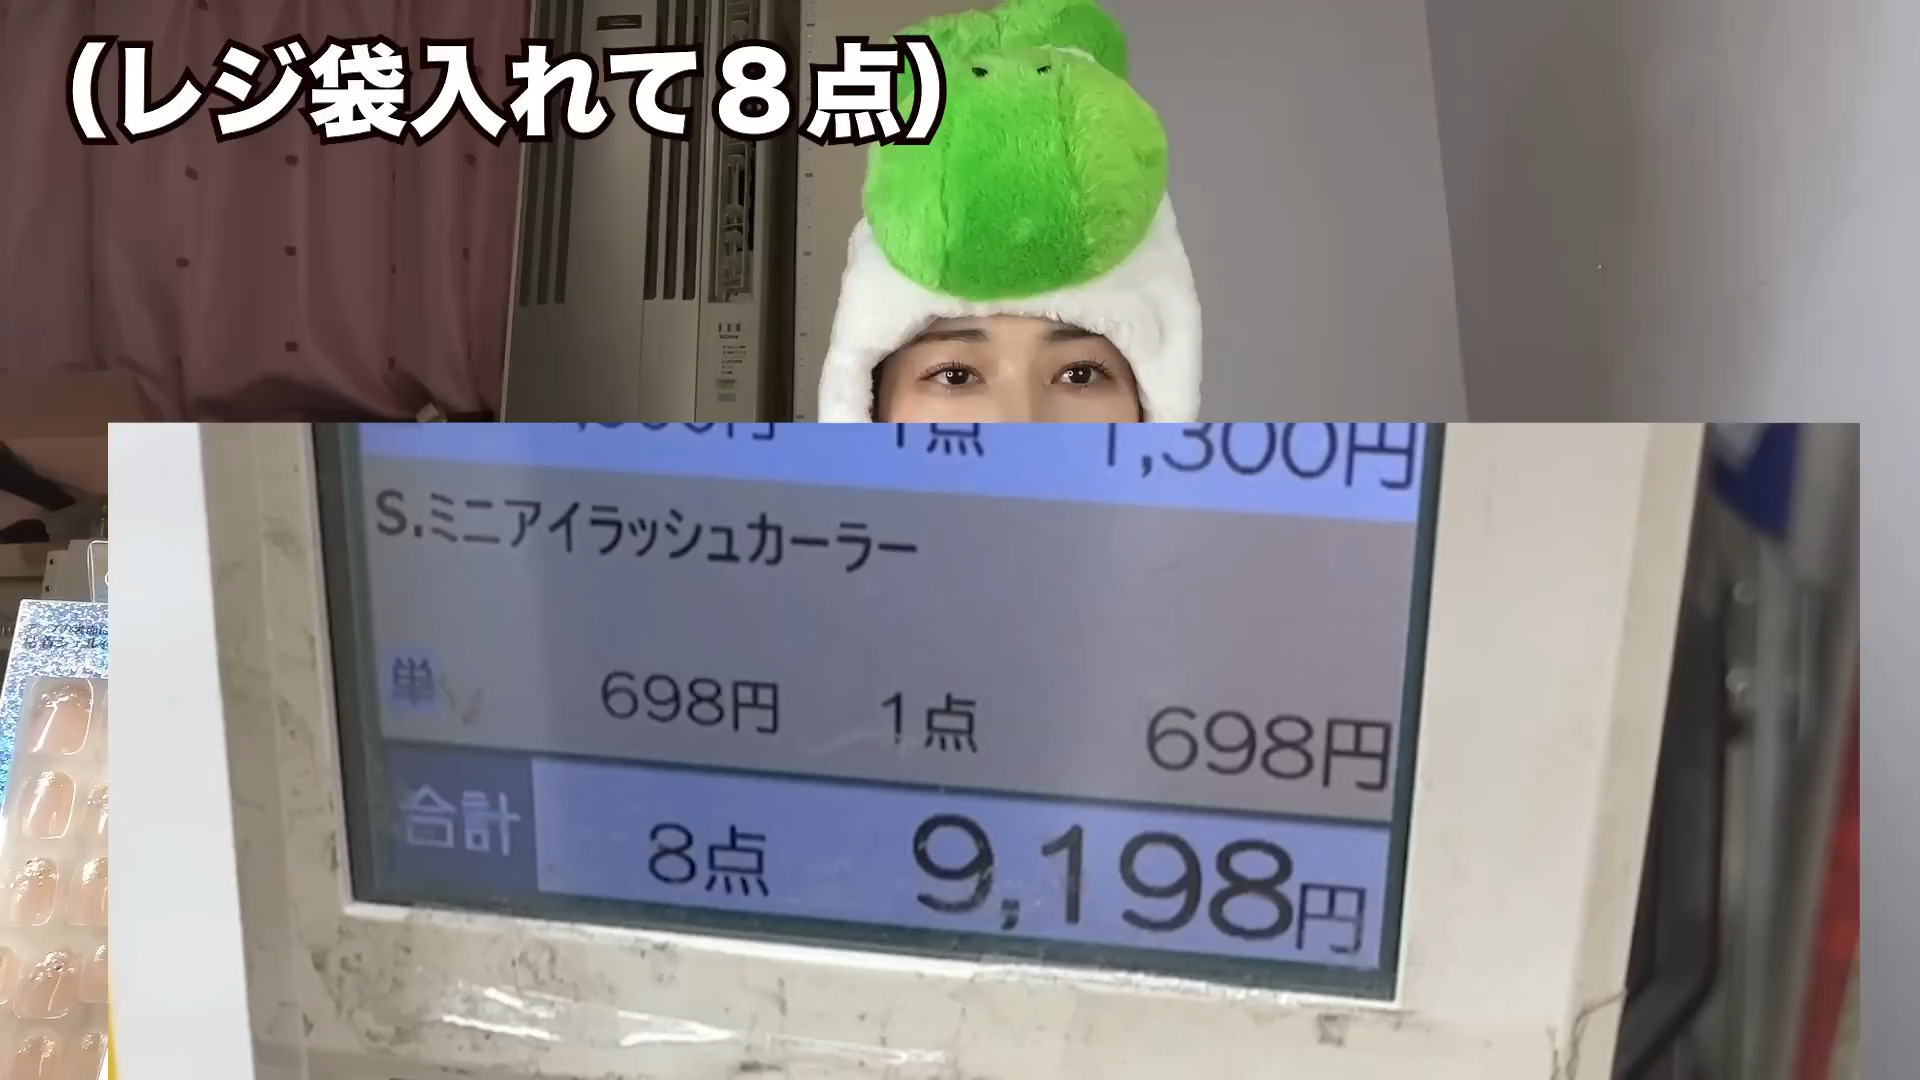 （レジ袋入れて８点）
1点 1,300円
S.ミニアイラッシュカーラー
単 698円 1点 698円
合計 8点 9,198円